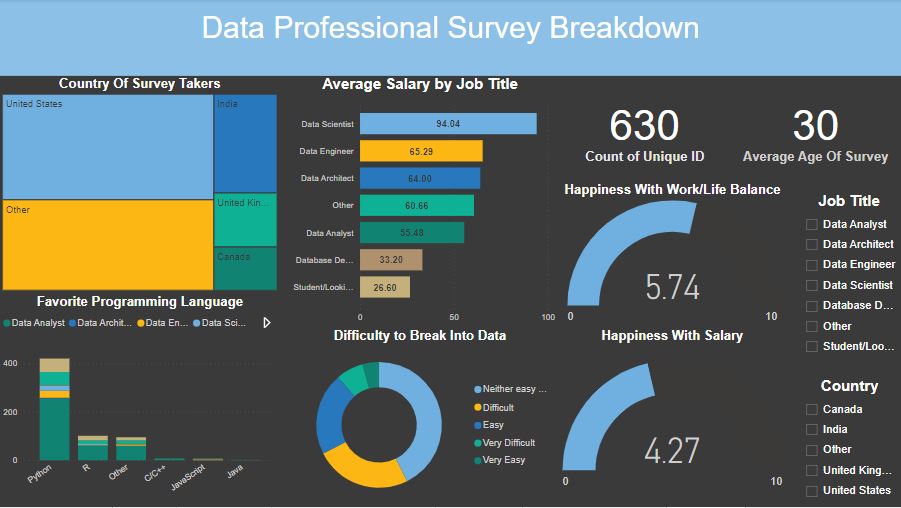 Data Professional Survey Breakdown
Country Of Survey Takers
United States
India
Other
United Kin...
Canada
Average Salary by Job Title
Data Scientist
94.04
Data Engineer
65.29
Data Architect
64.00
Other
60.66
Data Analyst
55.48
Database De...
33.20
Student/Looki...
26.60
0
50
100
630
Count of Unique ID
30
Average Age Of Survey
Happiness With Work/Life Balance
5.74
0
10
Job Title
Data Analyst
Data Architect
Data Engineer
Data Scientist
Database D...
Other
Student/Loo...
Favorite Programming Language
Data Analyst
Data Archit...
Data En...
Data Sci...
400
200
0
Python
R
Other
C/C++
JavaScript
Java
Difficulty to Break Into Data
Neither easy ...
Difficult
Easy
Very Difficult
Very Easy
Happiness With Salary
4.27
0
10
Country
Canada
India
Other
United King...
United States